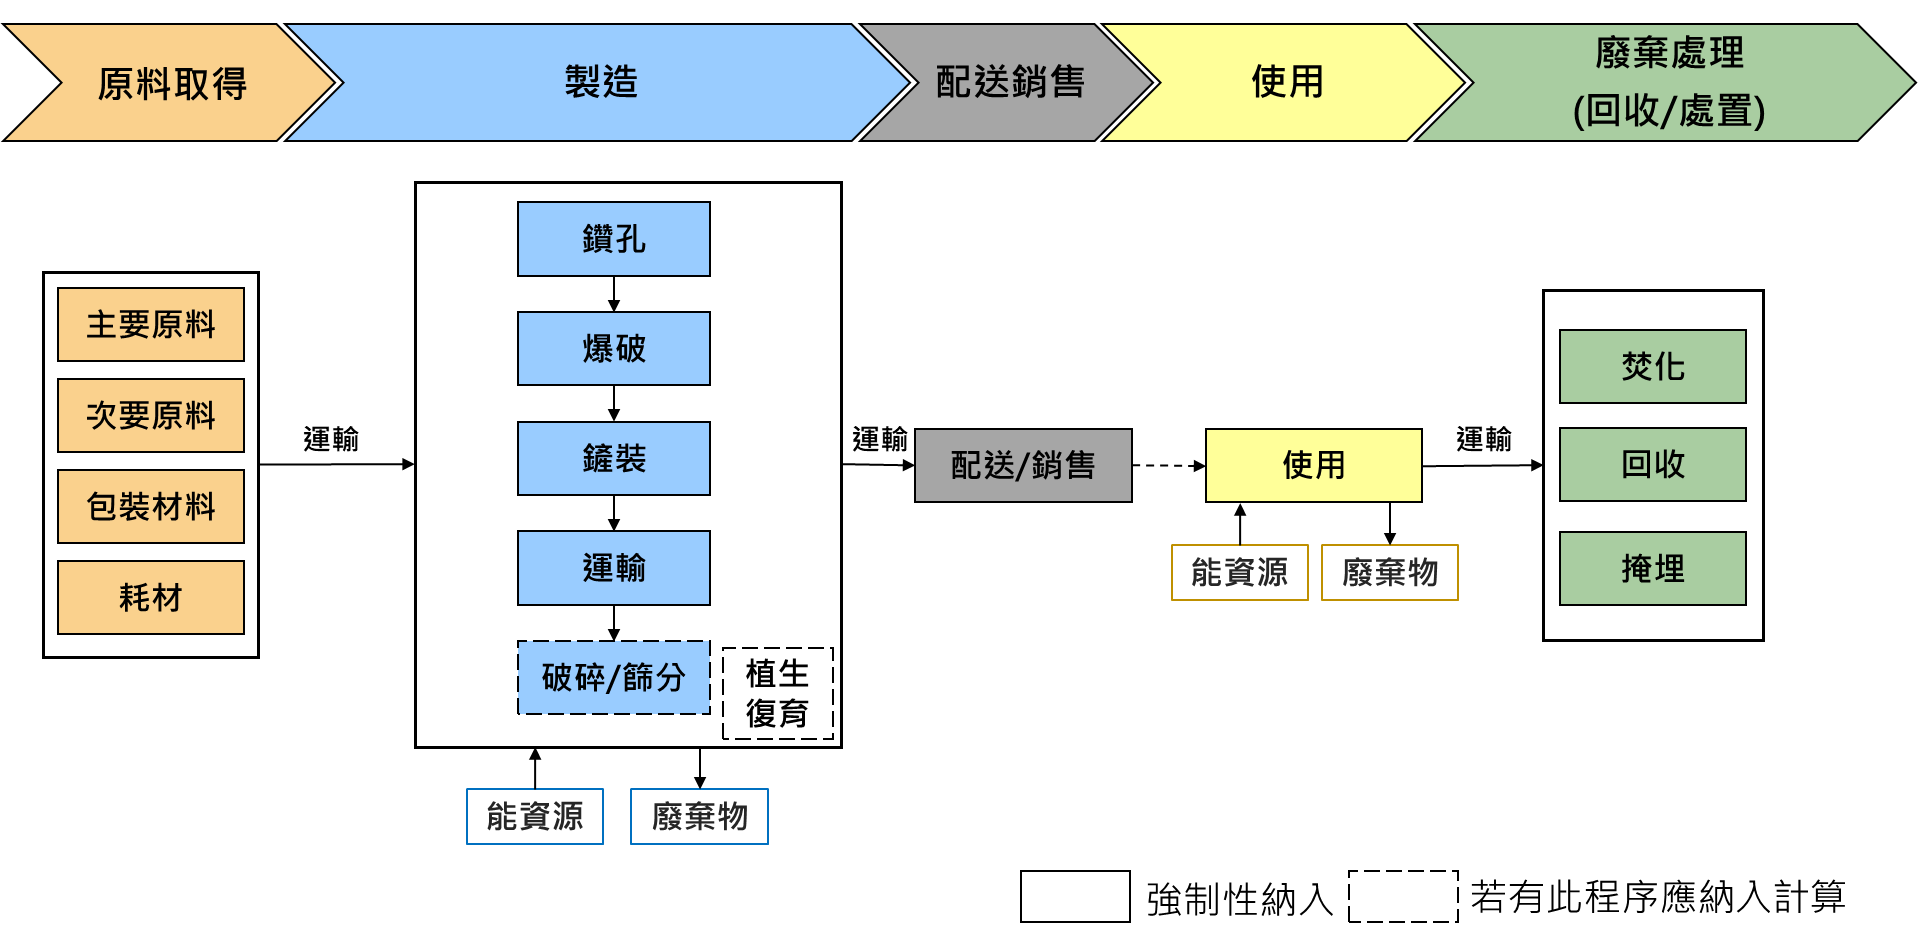 原料取得
製造
配送銷售
使用
廢棄處理
(回收/處置)
主要原料
次要原料
包裝材料
耗材
運輸
鑽孔
爆破
鏟裝
運輸
破碎/篩分
植生
復育
能資源
廢棄物
運輸
配送/銷售
使用
能資源
廢棄物
運輸
焚化
回收
掩埋
強制性納入
若有此程序應納入計算